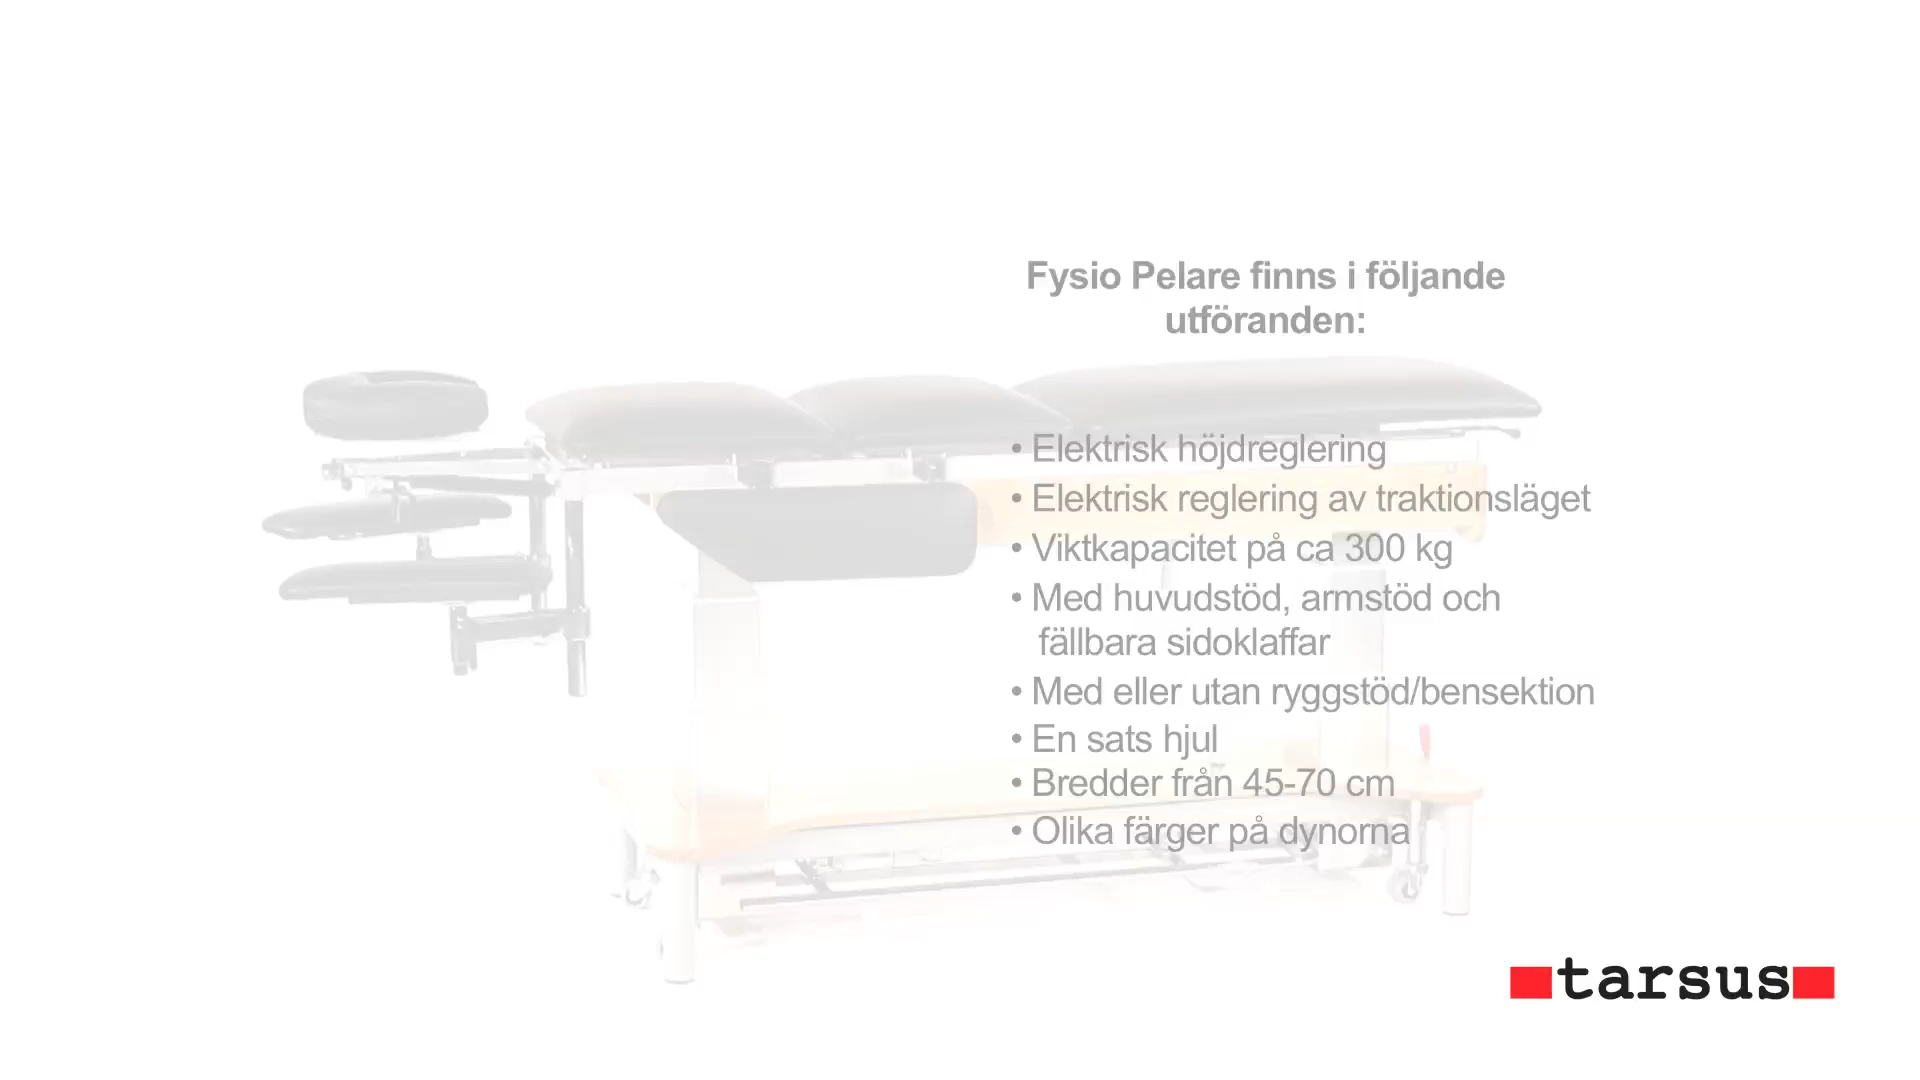 Fysio Pelare finns i följande
utföranden:
• Elektrisk höjdreglering
• Elektrisk reglering av traktionsläget
• Viktkapacitet på ca 300 kg
• Med huvudstöd, armstöd och
fällbara sidoklaffar
• Med eller utan ryggstöd/bensektion
• En sats hjul
• Bredder från 45-70 cm
• Olika färger på dynorna
tarsus